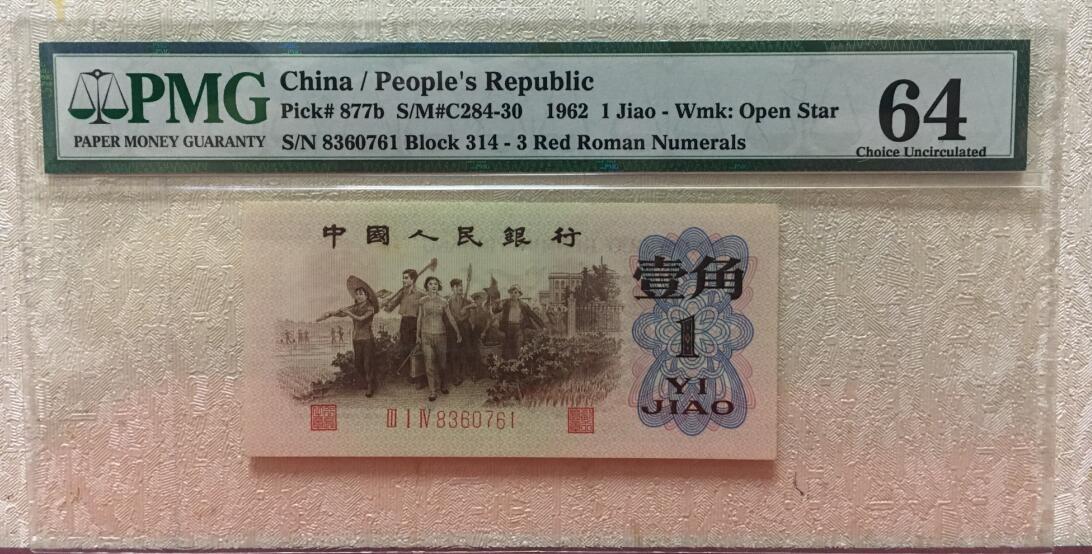 PMG
PAPER MONEY GUARANTY
China / People's Republic
Pick# 877b S/M#C284-30 1962 1 Jiao - Wmk: Open Star
S/N 8360761 Block 314 - 3 Red Roman Numerals
64
Choice Uncirculated
中國人民銀行
壹角
1
YI
JIAO
III I IV 8360761